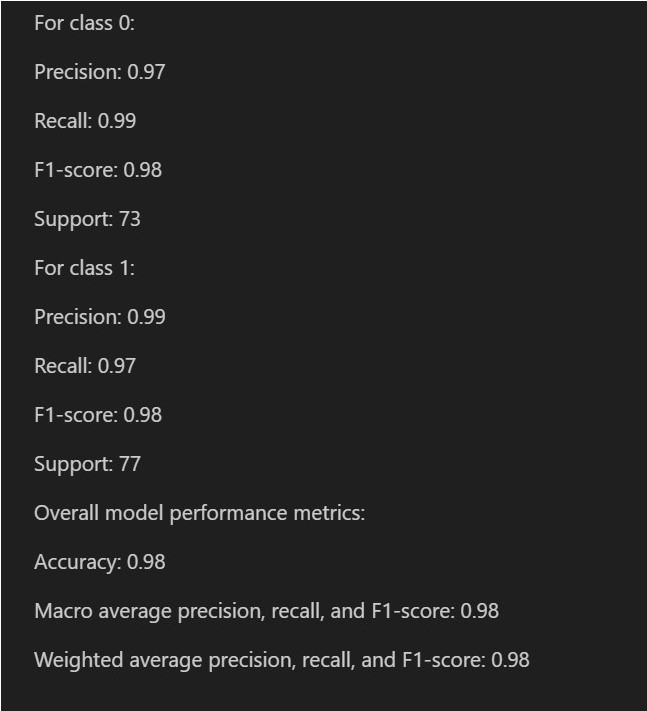 For class 0:
Precision: 0.97
Recall: 0.99
F1-score: 0.98
Support: 73
For class 1:
Precision: 0.99
Recall: 0.97
F1-score: 0.98
Support: 77
Overall model performance metrics:
Accuracy: 0.98
Macro average precision, recall, and F1-score: 0.98
Weighted average precision, recall, and F1-score: 0.98